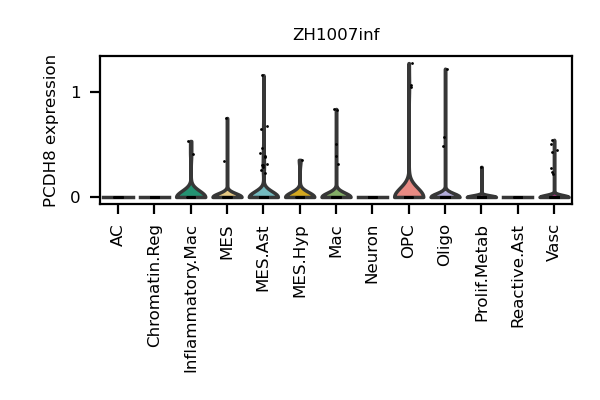 ZH1007inf
PCDH8 expression
1
0
AC
Chromatin.Reg
Inflammatory.Mac
MES
MES.Ast
MES.Hyp
Mac
Neuron
OPC
Oligo
Prolif.Metab
Reactive.Ast
Vasc